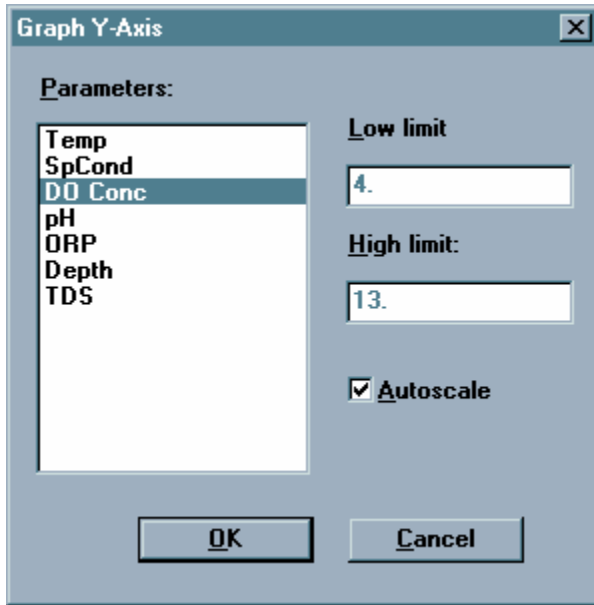 Graph Y-Axis
Parameters:
Temp
SpCond
DO Conc
pH
ORP
Depth
TDS
Low limit
4.
High limit:
13.
Autoscale
OK
Cancel